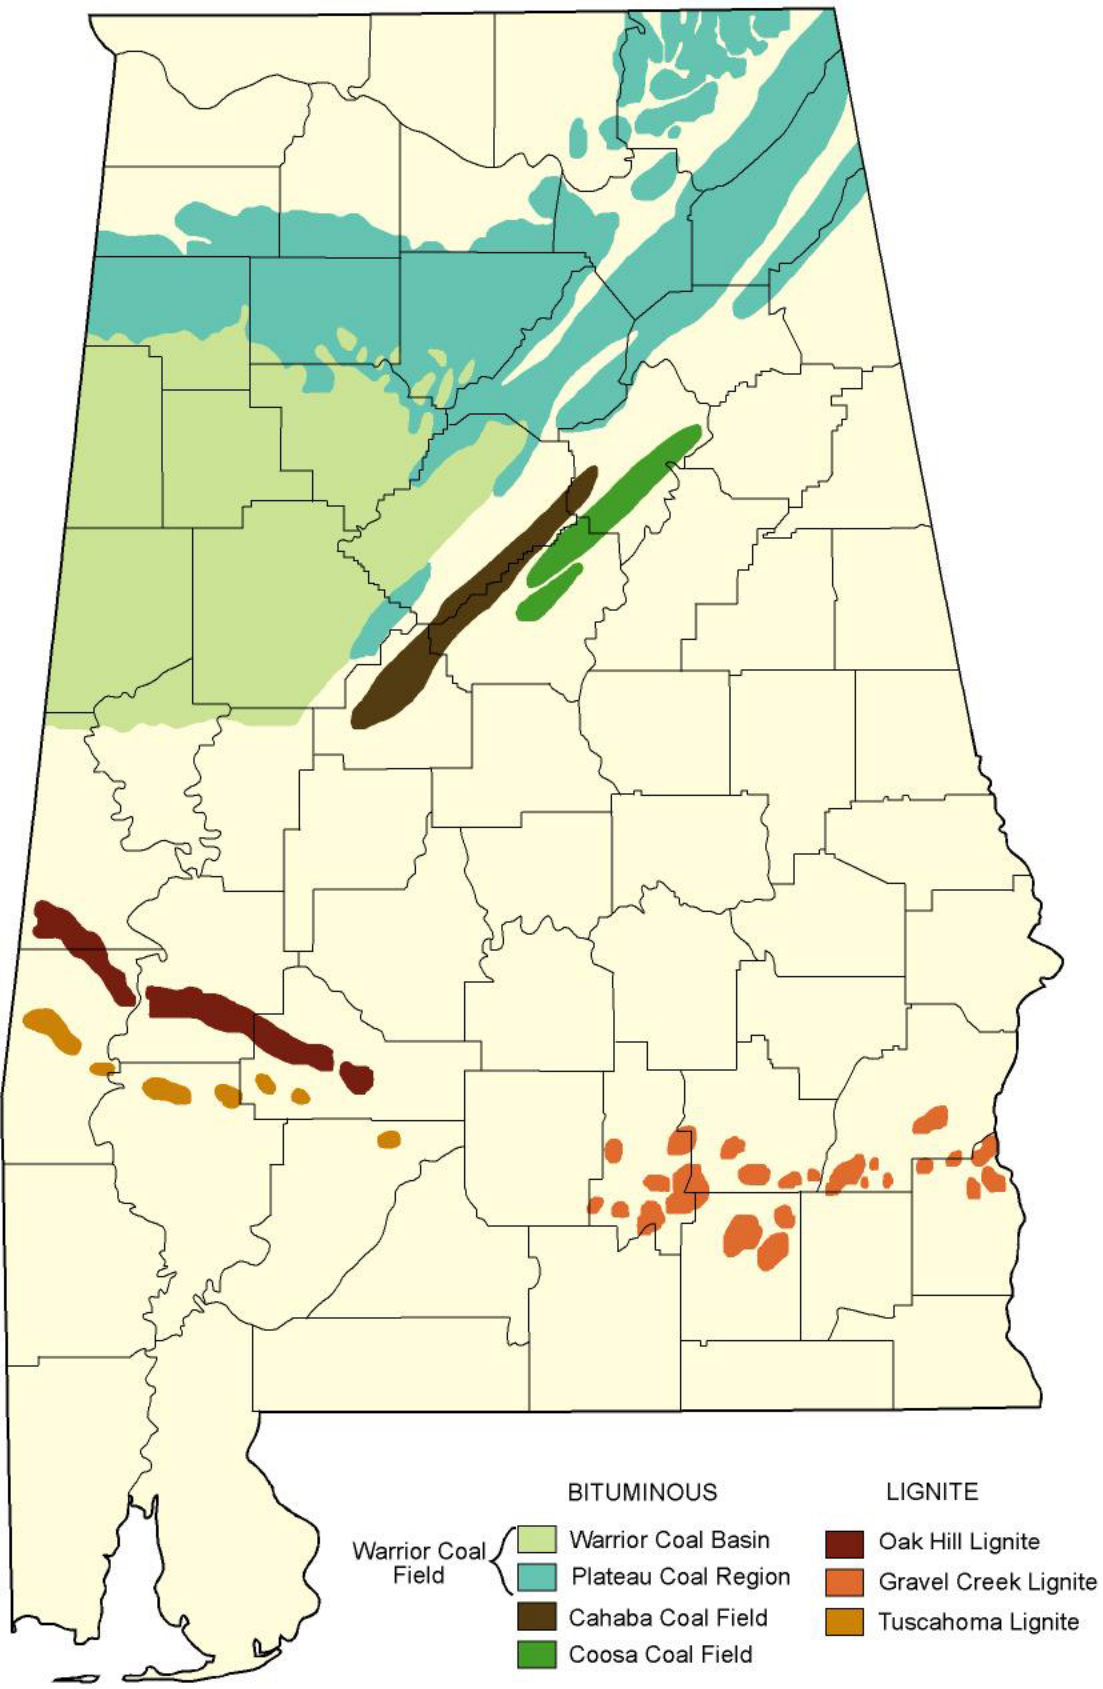 BITUMINOUS
Warrior Coal
Field
Warrior Coal Basin
Plateau Coal Region
Cahaba Coal Field
Coosa Coal Field
LIGNITE
Oak Hill Lignite
Gravel Creek Lignite
Tuscahoma Lignite